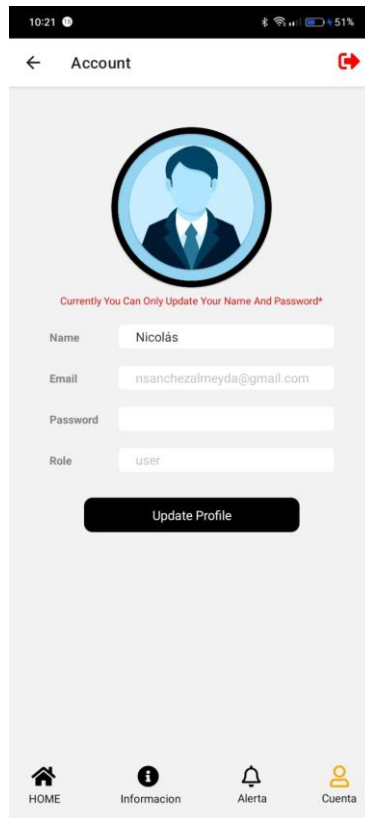 10:21
51%
Account
Currently You Can Only Update Your Name And Password*
Name Nicolás
Email nsanchezalmeyda@gmail.com
Password
Role user
Update Profile
HOME Informacion Alerta Cuenta